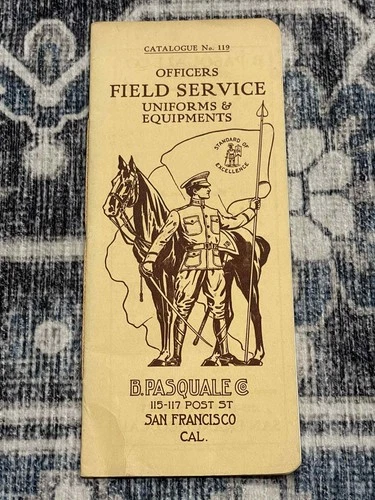 CATALOGUE No. 119
OFFICERS
FIELD SERVICE
UNIFORMS &
EQUIPMENTS
STANDARD OF
EXCELLENCE
B. PASQUALE Co
115-117 POST ST
SAN FRANCISCO
CAL.